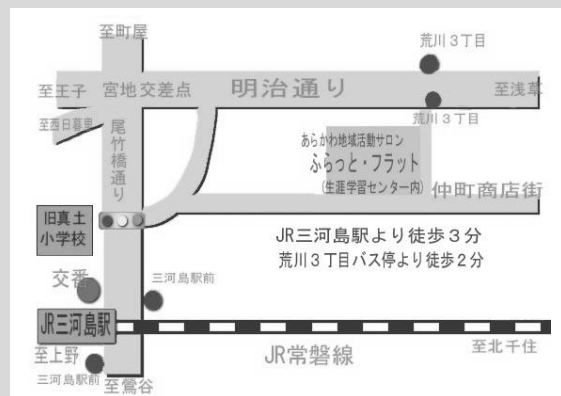 至町屋
荒川３丁目
至王子
宮地交差点
明治通り
至浅草
至西日暮里
尾竹橋通り
荒川３丁目
あらかわ地域活動サロン
ふらっと・フラット
(生涯学習センター内)
仲町商店街
旧真土
小学校
JR三河島駅より徒歩３分
荒川３丁目バス停より徒歩２分
交番
三河島駅前
JR三河島駅
至上野
JR常磐線
至北千住
三河島駅前
至鶯谷